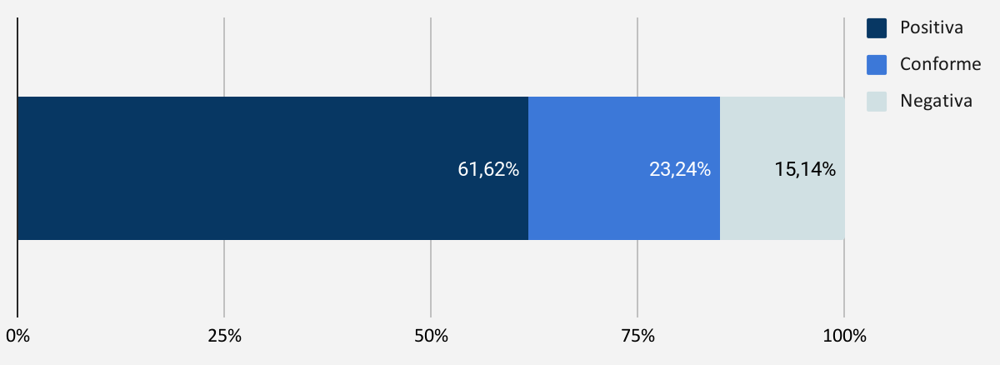 Positiva
Conforme
Negativa
61,62%
23,24%
15,14%
0%
25%
50%
75%
100%